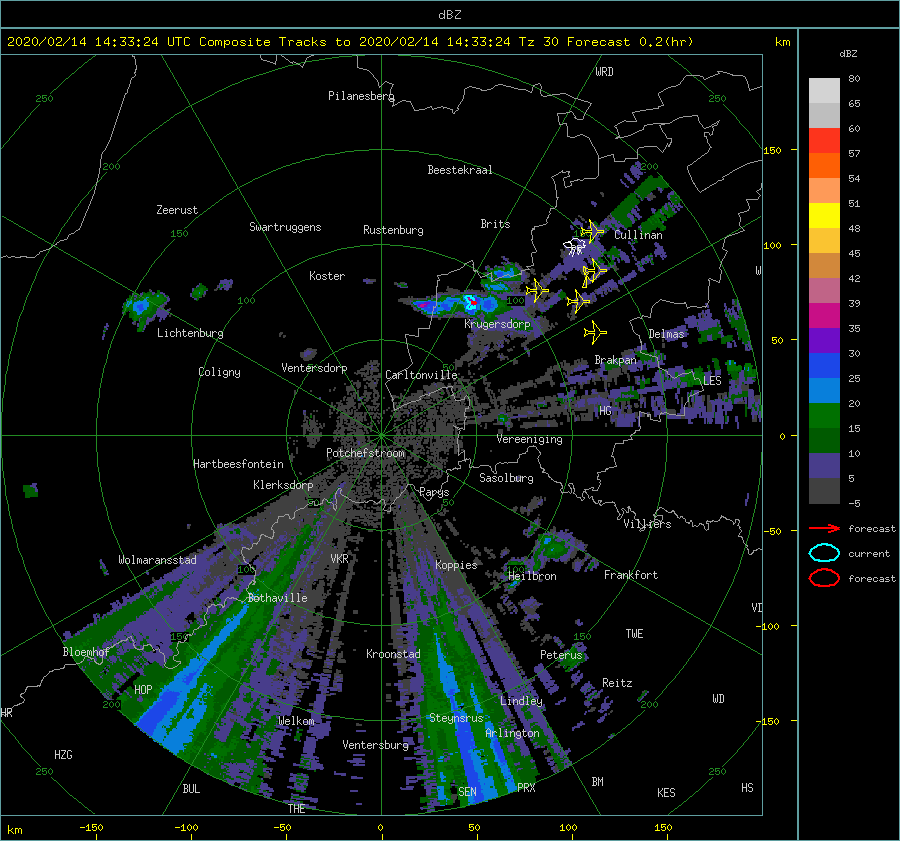 dBZ
2020/02/14 14:33:24 UTC Composite Tracks to 2020/02/14 14:33:24 Tz 30 Forecast 0.2(hr)
km
dBZ
WRD
250
Pilanesberg
250
80
65
60
150
57
200
Beestekraal
200
54
Zeerust
51
150
Swartruggens
Rustenburg
Brits
Cullinan
48
100
45
W
Koster
42
100
100
39
Krugersdorp
Lichtenburg
Delmas
35
50
30
Brakpan
Coligny
Ventersdorp
Carltonville
50
LES
25
HG
20
Vereeniging
0
15
Potchefstroom
10
Hartbeesfontein
Klerksdorp
Sasolburg
5
Parys
50
50
-5
Villiers
forecast
-50
current
Wolmaransstad
VKR
Koppies
100
100
Heilbron
Frankfort
forecast
Bothaville
VD
-100
150
150
TWE
Bloemhof
Kroonstad
Petrus
HOP
Reitz
WD
200
Lindley
200
HR
Welkom
Steynsrus
-150
Arlington
Ventersburg
HZG
250
250
BUL
SEN
PRX
BM
KES
HS
THE
km
-150
-100
-50
0
50
100
150